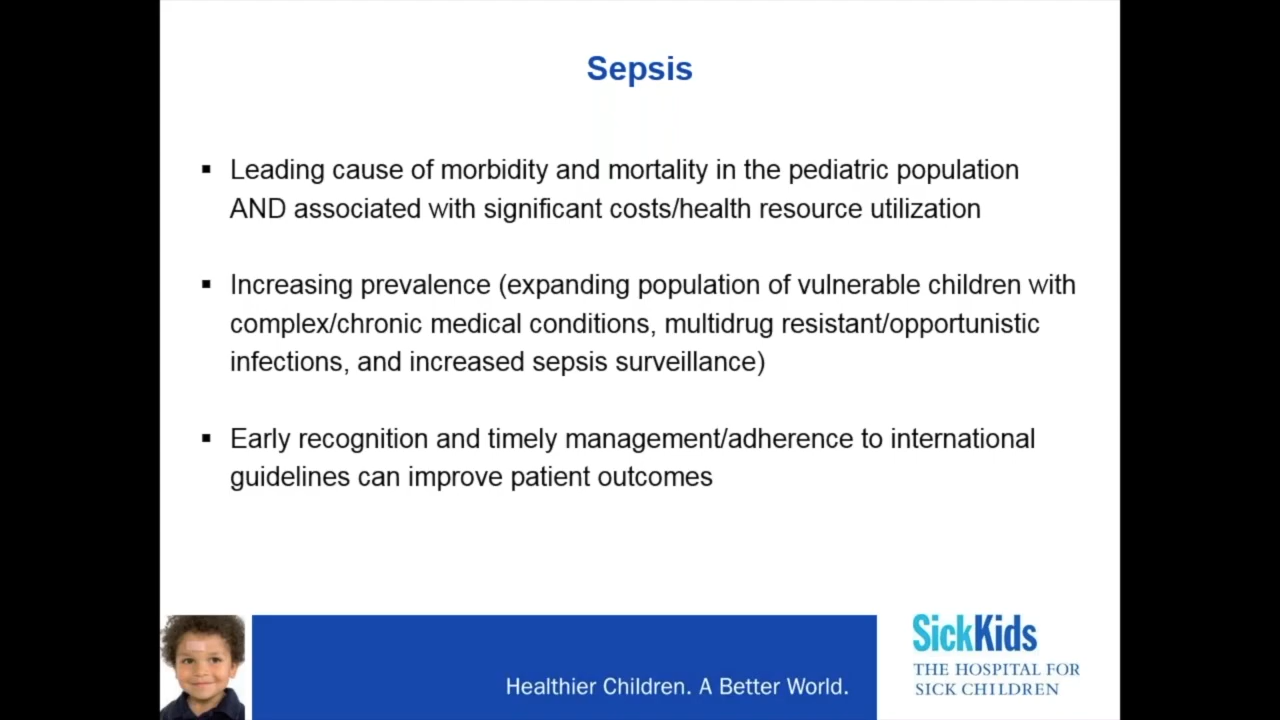 Sepsis
▪ Leading cause of morbidity and mortality in the pediatric population
AND associated with significant costs/health resource utilization
▪ Increasing prevalence (expanding population of vulnerable children with
complex/chronic medical conditions, multidrug resistant/opportunistic
infections, and increased sepsis surveillance)
▪ Early recognition and timely management/adherence to international
guidelines can improve patient outcomes
Healthier Children. A Better World.
SickKids
THE HOSPITAL FOR
SICK CHILDREN